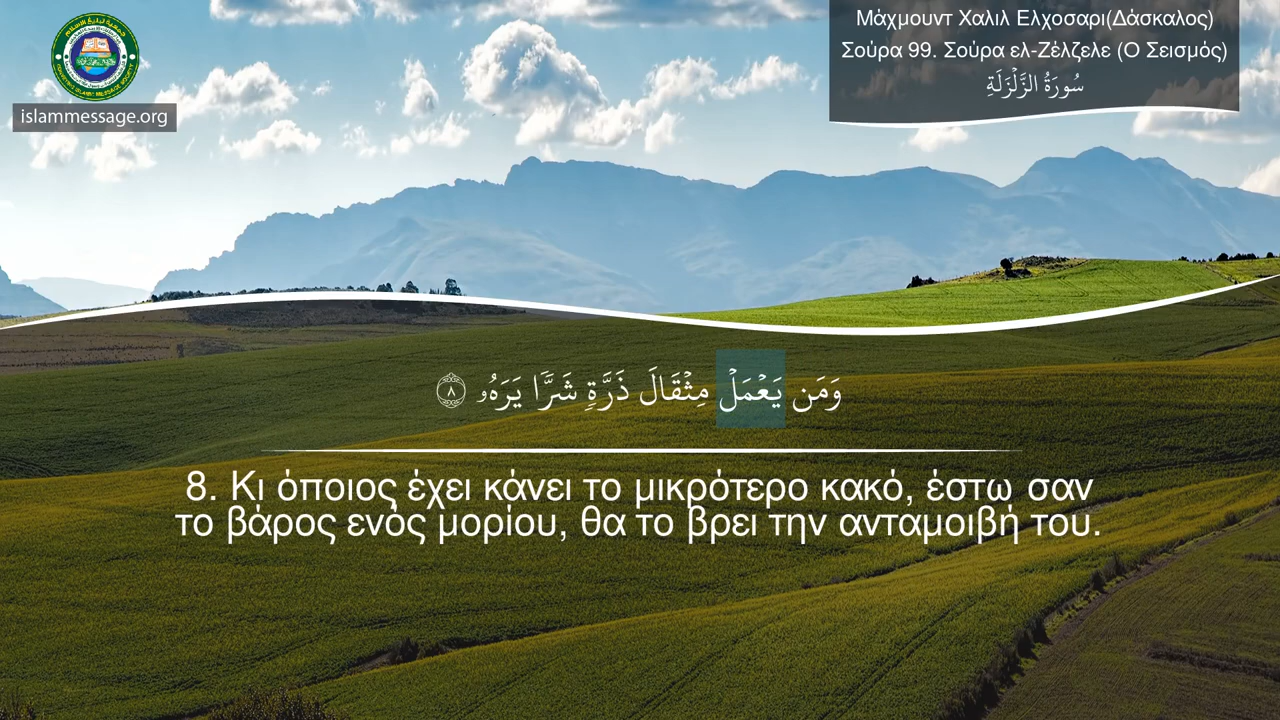 islammessage.org
Μάχμουντ Χαλιλ Ελχοσαρι(Δάσκαλος)
Σούρα 99. Σούρα ελ-Ζέλζελε (Ο Σεισμός)
سُورَةُ الزَّلْزَلَةِ
وَمَن يَعۡمَلۡ مِثۡقَالَ ذَرَّةٖ شَرّٗا يَرَهُۥ ٨
8. Κι όποιος έχει κάνει το μικρότερο κακό, έστω σαν
το βάρος ενός μορίου, θα το βρει την ανταμοιβή του.